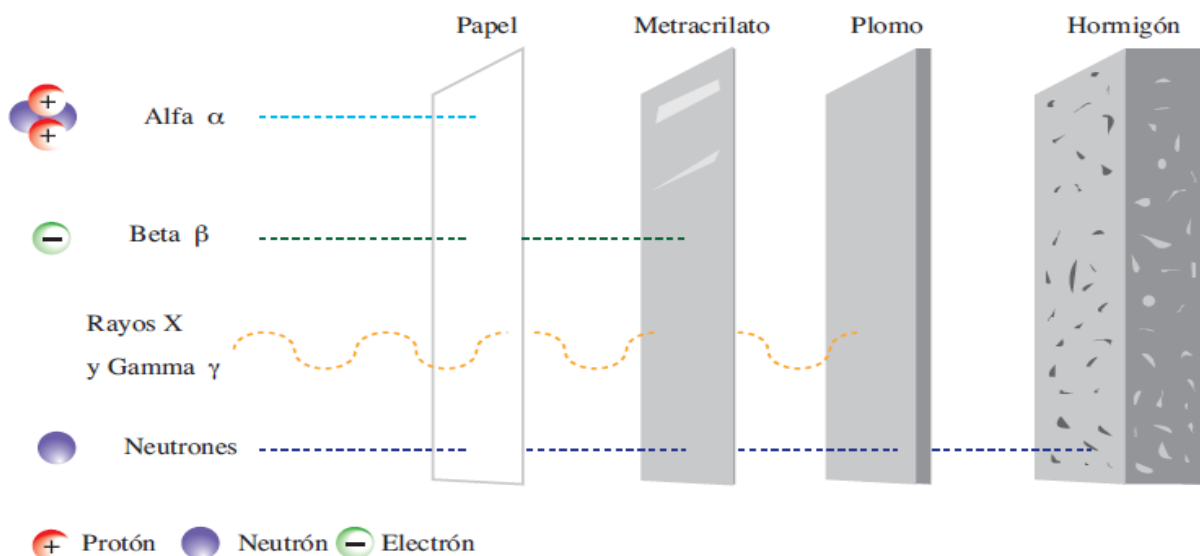 Papel Metracrilato Plomo Hormigón
Alfa α
Beta β
Rayos X
y Gamma γ
Neutrones
Protón Neutrón Electrón